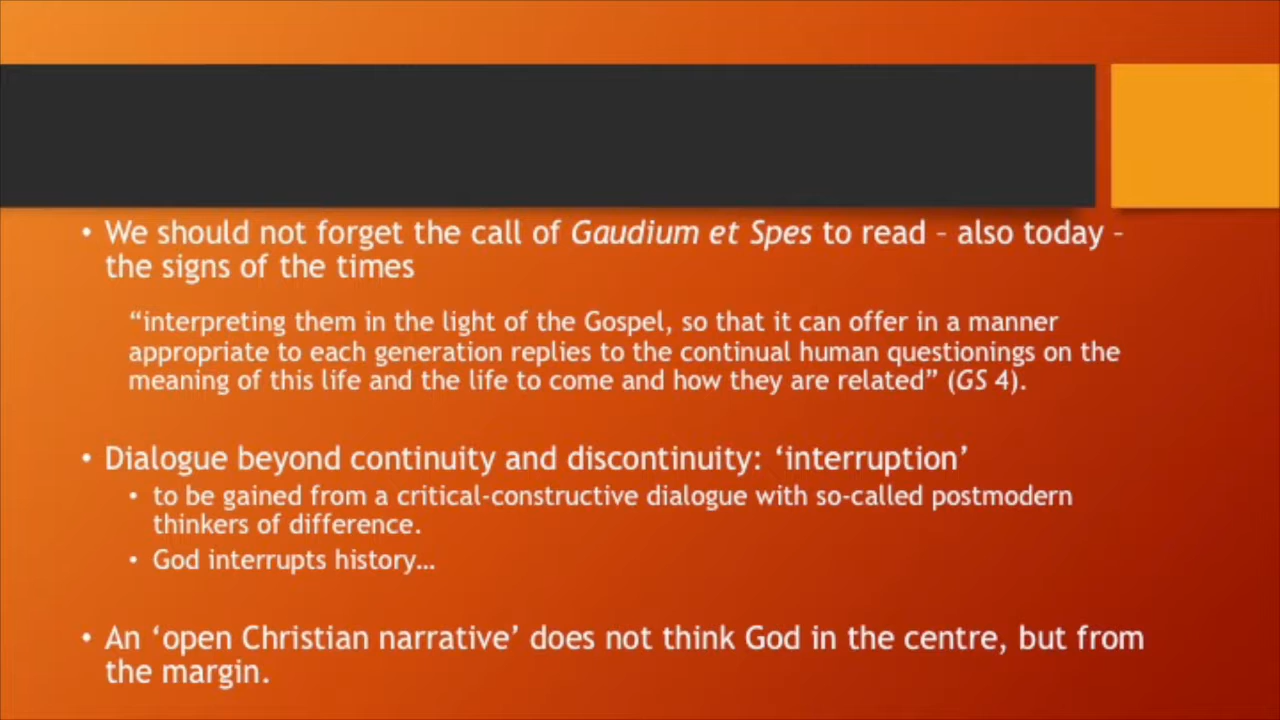 • We should not forget the call of Gaudium et Spes to read – also today –
the signs of the times
“interpreting them in the light of the Gospel, so that it can offer in a manner
appropriate to each generation replies to the continual human questionings on the
meaning of this life and the life to come and how they are related” (GS 4).
• Dialogue beyond continuity and discontinuity: ‘interruption’
• to be gained from a critical-constructive dialogue with so-called postmodern
thinkers of difference.
• God interrupts history…
• An ‘open Christian narrative’ does not think God in the centre, but from
the margin.